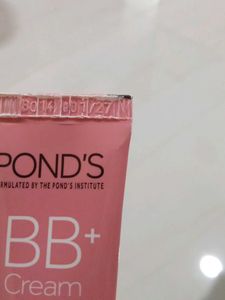 POND'S
RMULATED BY THE POND'S INSTITUTE
BB+
Cream